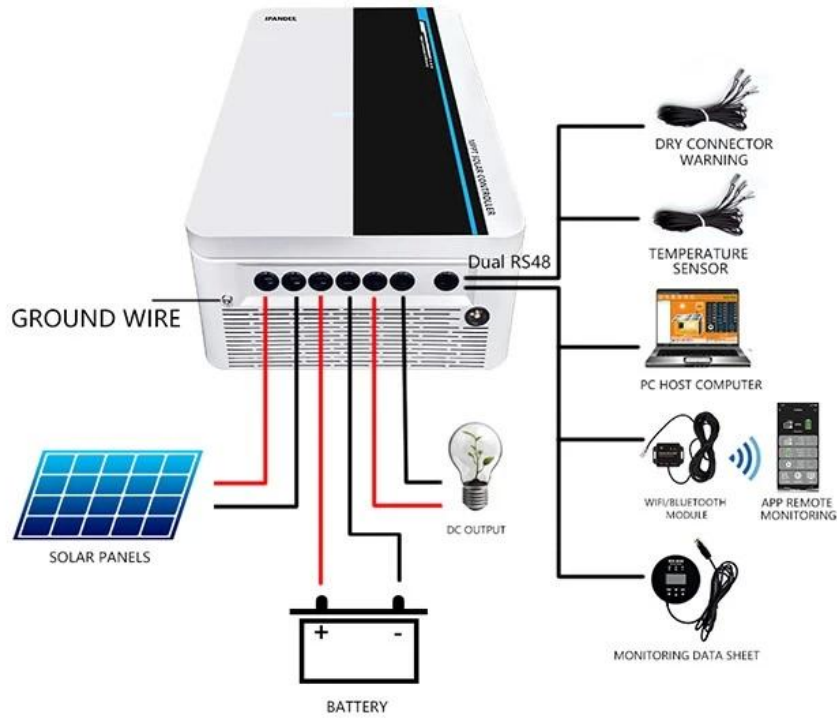 IPANDEE
MPPT SOLAR CONTROLLER
Dual RS48
GROUND WIRE
DRY CONNECTOR
WARNING
TEMPERATURE
SENSOR
PC HOST COMPUTER
WIFI/BLUETOOTH
MODULE
APP REMOTE
MONITORING
MONITORING DATA SHEET
SOLAR PANELS
DC OUTPUT
+ -
BATTERY